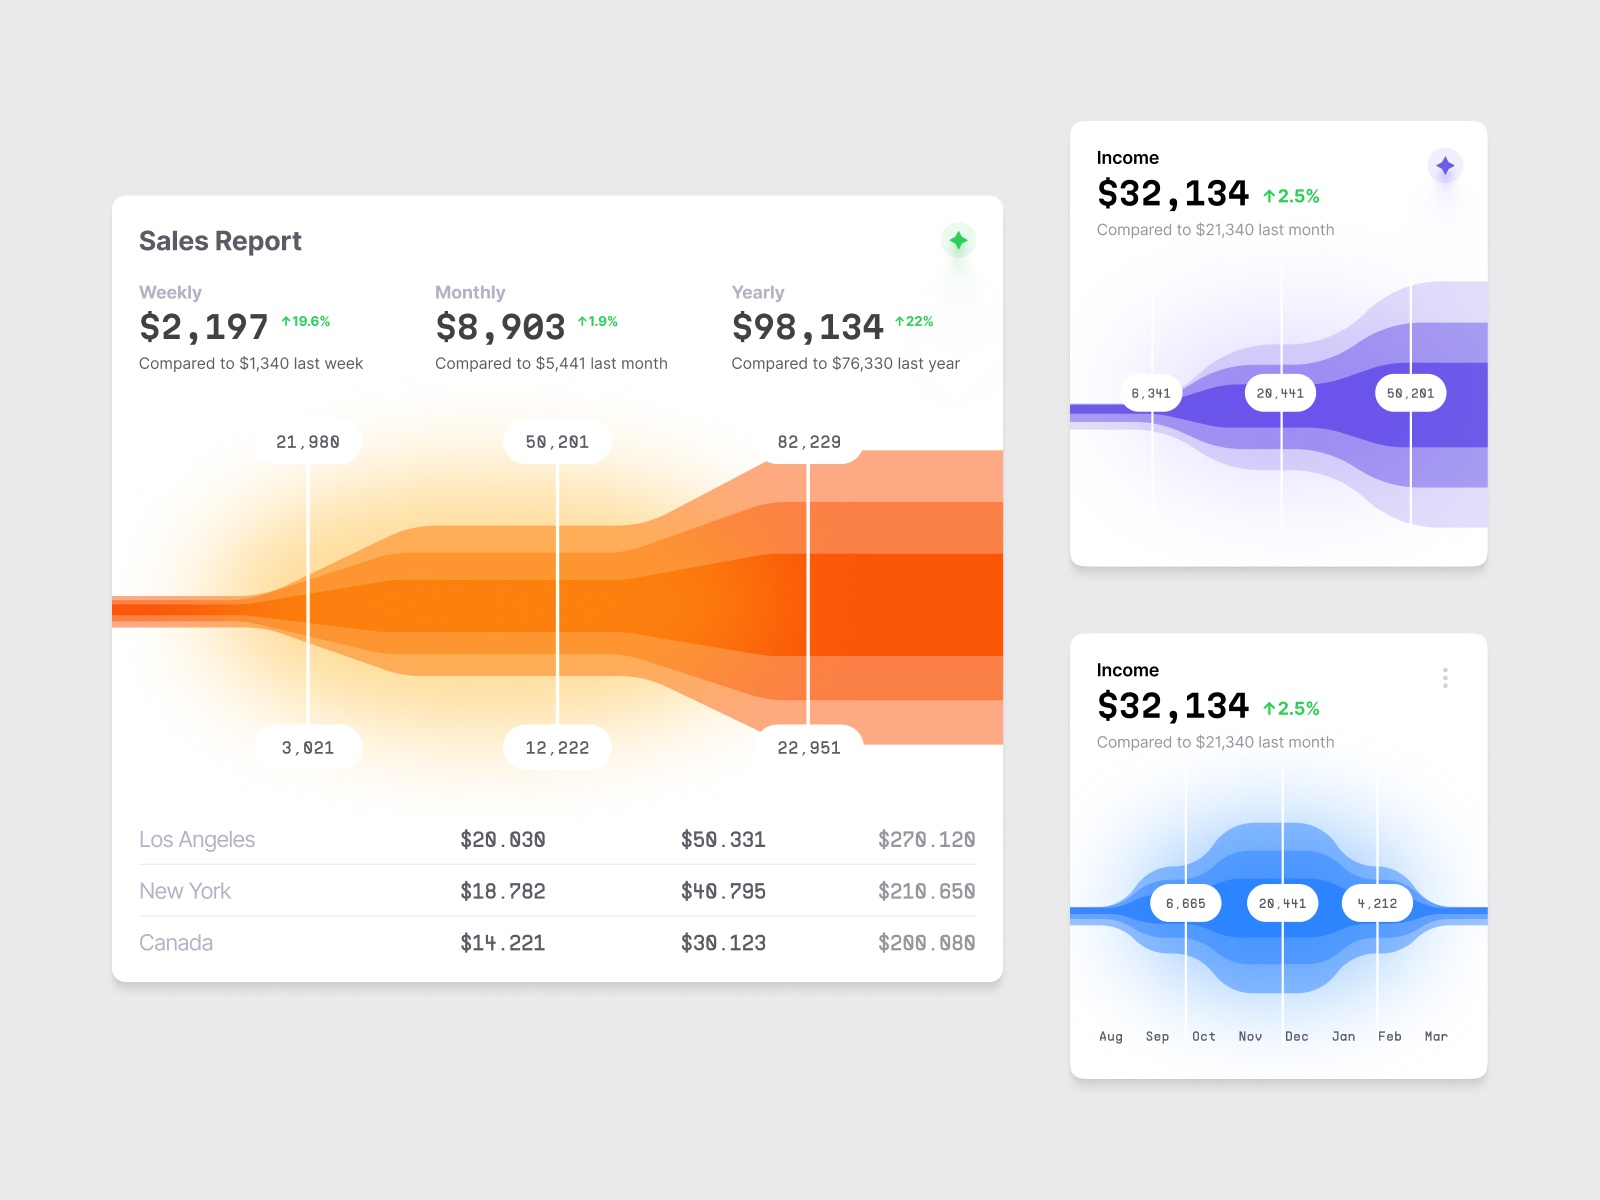 Sales Report
Weekly
$2,197 ↑19.6%
Compared to $1,340 last week
Monthly
$8,903 ↑1.9%
Compared to $5,441 last month
Yearly
$98,134 ↑22%
Compared to $76,330 last year
21,980 50,201 82,229
3,021 12,222 22,951
Los Angeles $20.030 $50.331 $270.120
New York $18.782 $40.795 $210.650
Canada $14.221 $30.123 $200.080
Income
$32,134 ↑2.5%
Compared to $21,340 last month
6,341 20,441 50,201
Income
$32,134 ↑2.5%
Compared to $21,340 last month
6,665 20,441 4,212
Aug Sep Oct Nov Dec Jan Feb Mar